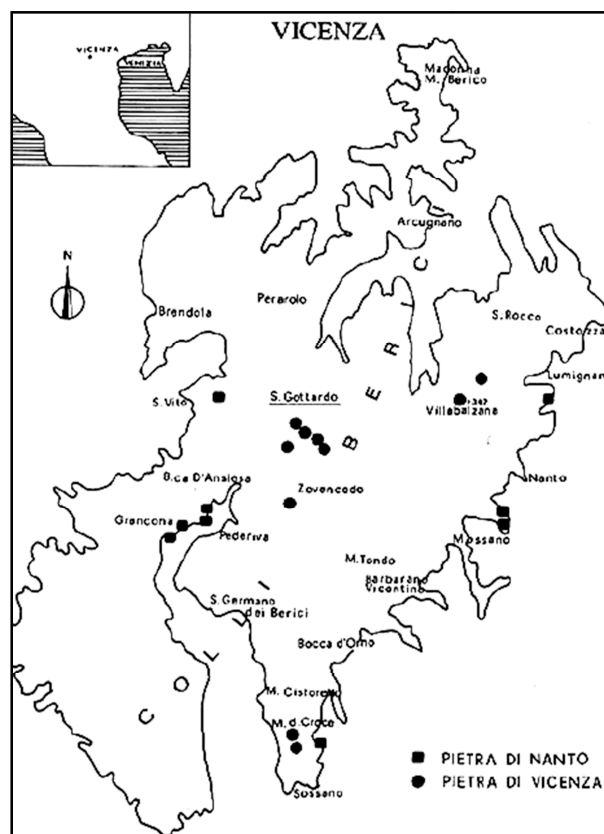 VICENZA
VICENZA
VENEZIA
Madonna
M. Berico
Arcugnano
N
Brendola
Perarolo
S. Rocco
Costozza
Lumignan
S. Vito
S. Gottardo
Villabalzana
COLLI BERICI
B.ca D'Ansiosa
Zovencedo
Nanto
Grancona
Pederiva
Mossano
M. Tondo
Barbarano
Vicentino
S. Germano
dei Berici
Bocca d'Orno
M. Cistorello
M. d. Croce
Sossano
PIETRA DI NANTO
PIETRA DI VICENZA